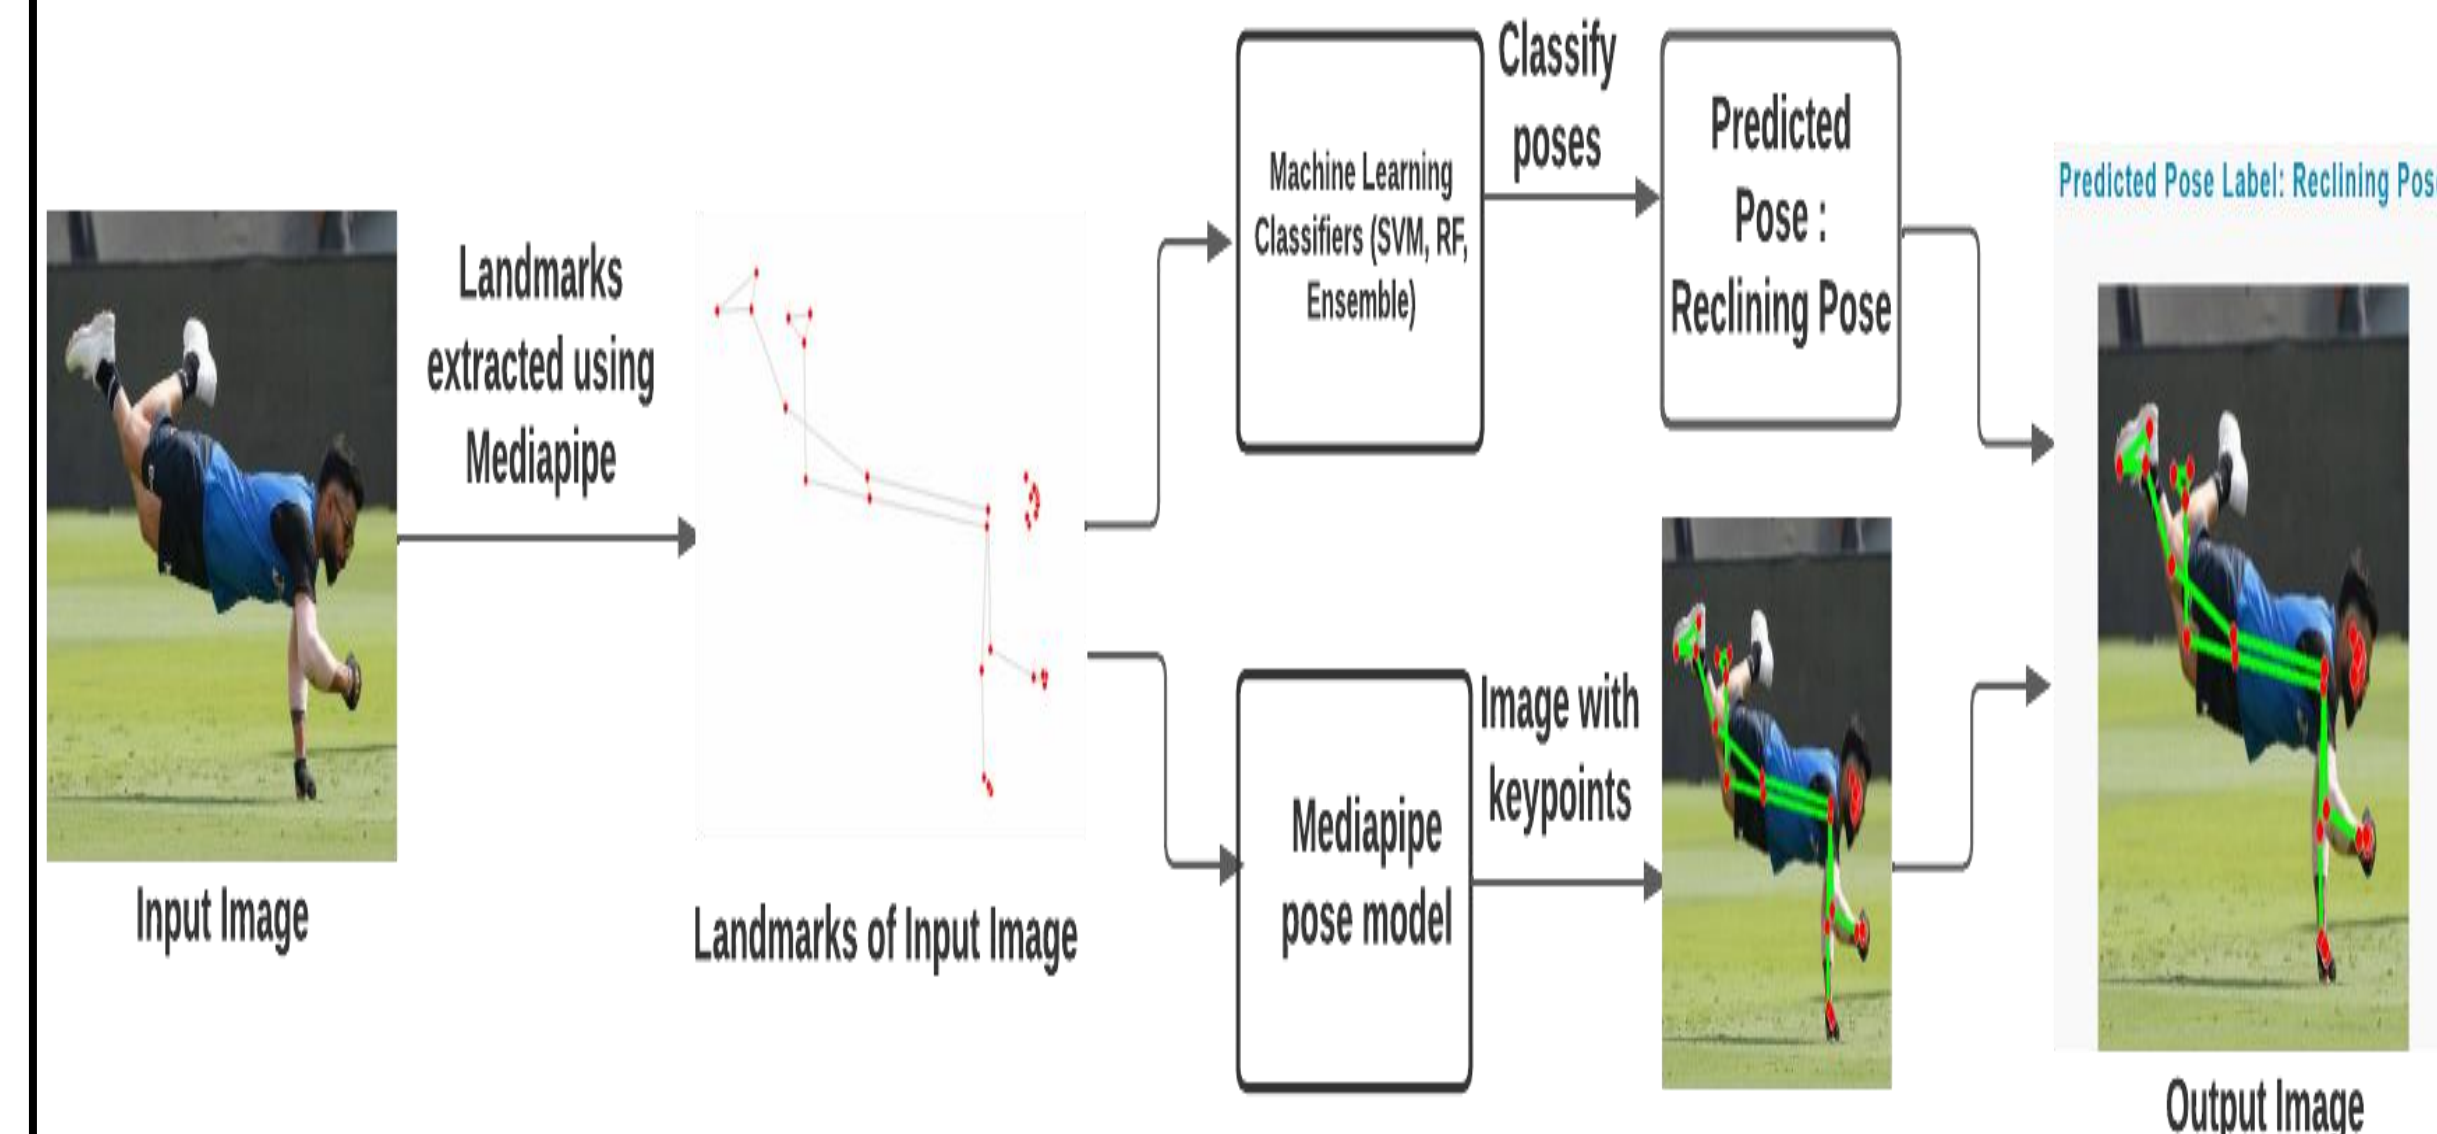 Input Image
Landmarks
extracted using
Mediapipe
Landmarks of Input Image
Machine Learning
Classifiers (SVM, RF,
Ensemble)
Classify
poses
Predicted
Pose :
Reclining Pose
Mediapipe
pose model
Image with
keypoints
Predicted Pose Label: Reclining Pose
Output Image